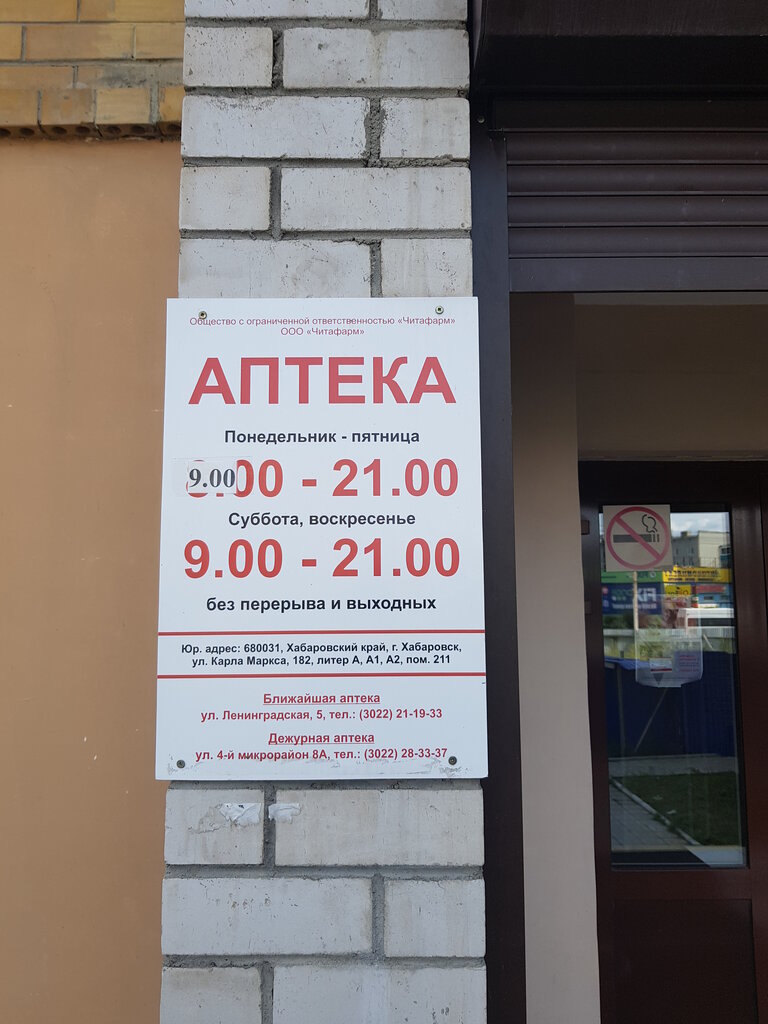 Общество с ограниченной ответственностью «Читафарм»
ООО «Читафарм»
АПТЕКА
Понедельник - пятница
9.00 - 21.00
Суббота, воскресенье
9.00 - 21.00
без перерыва и выходных
Юр. адрес: 680031, Хабаровский край, г. Хабаровск,
ул. Карла Маркса, 182, литер А, А1, А2, пом. 211
Ближайшая аптека
ул. Ленинградская, 5, тел.: (3022) 21-19-33
Дежурная аптека
ул. 4-й микрорайон 8А, тел.: (3022) 28-33-37